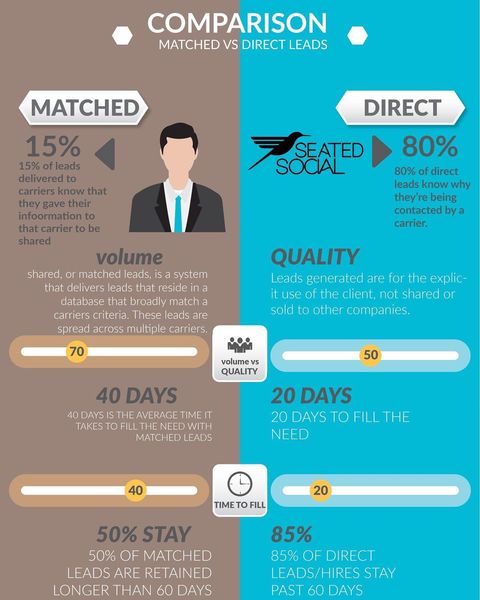 COMPARISON
MATCHED VS DIRECT LEADS
MATCHED
15%
15% of leads
delivered to
carriers know that
they gave their
infoormation to
that carrier to be
shared
DIRECT
SEATED
SOCIAL
80%
80% of direct
leads know why
they're being
contacted by a
carrier.
volume
shared, or matched leads, is a system
that delivers leads that reside in a
database that broadly match a
carriers criteria. These leads are
spread across multiple carriers.
QUALITY
Leads generated are for the explic-
it use of the client, not shared or
sold to other companies.
70
volume vs
QUALITY
50
40 DAYS
40 DAYS IS THE AVERAGE TIME IT
TAKES TO FILL THE NEED WITH
MATCHED LEADS
20 DAYS
20 DAYS TO FILL THE
NEED
40
TIME TO FILL
20
50% STAY
50% OF MATCHED
LEADS ARE RETAINED
LONGER THAN 60 DAYS
85%
85% OF DIRECT
LEADS/HIRES STAY
PAST 60 DAYS